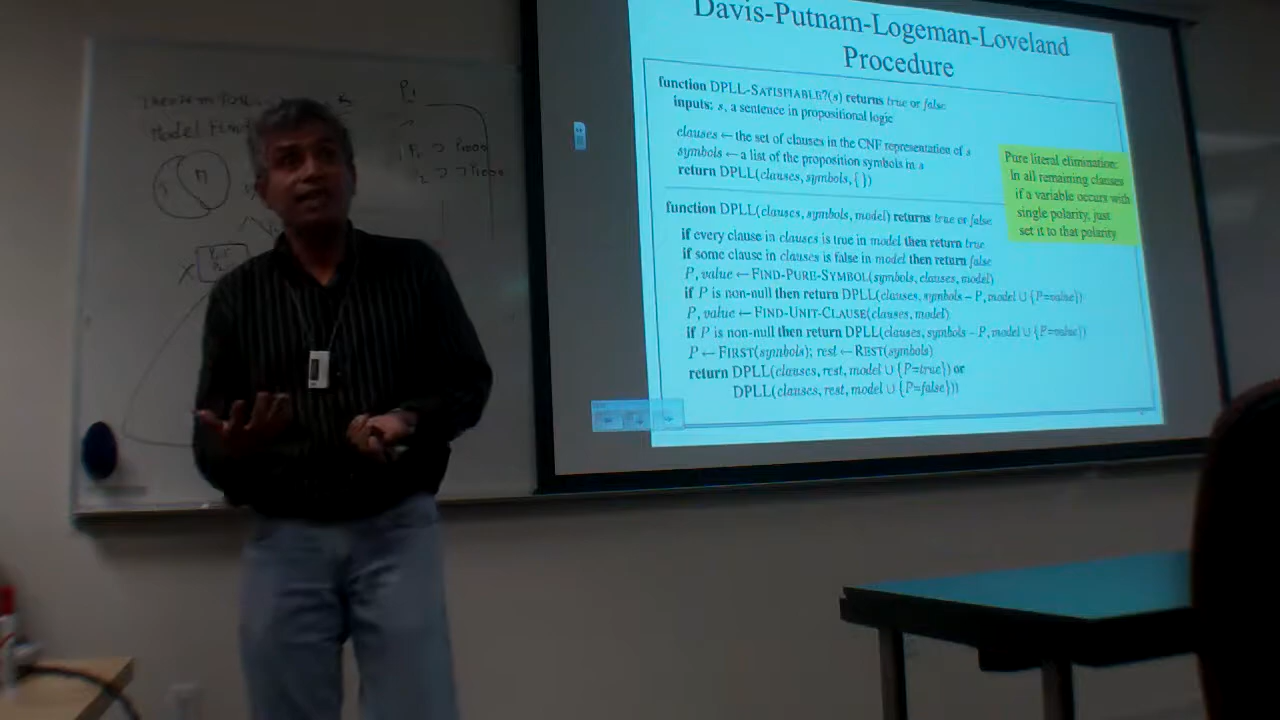 Davis-Putnam-Logeman-Loveland
Procedure
function DPLL-SATISFIABLE?(s) returns true or false
inputs: s, a sentence in propositional logic
clauses ← the set of clauses in the CNF representation of s
symbols ← a list of the proposition symbols in s
return DPLL(clauses, symbols, { })
function DPLL(clauses, symbols, model) returns true or false
if every clause in clauses is true in model then return true
if some clause in clauses is false in model then return false
P, value ← FIND-PURE-SYMBOL(symbols, clauses, model)
if P is non-null then return DPLL(clauses, symbols – P, model ∪ {P=value})
P, value ← FIND-UNIT-CLAUSE(clauses, model)
if P is non-null then return DPLL(clauses, symbols – P, model ∪ {P=value})
P ← FIRST(symbols); rest ← REST(symbols)
return DPLL(clauses, rest, model ∪ {P=true}) or
DPLL(clauses, rest, model ∪ {P=false})
Pure literal elimination:
In all remaining clauses
if a variable occurs with
single polarity, just
set it to that polarity
Theorem
Model